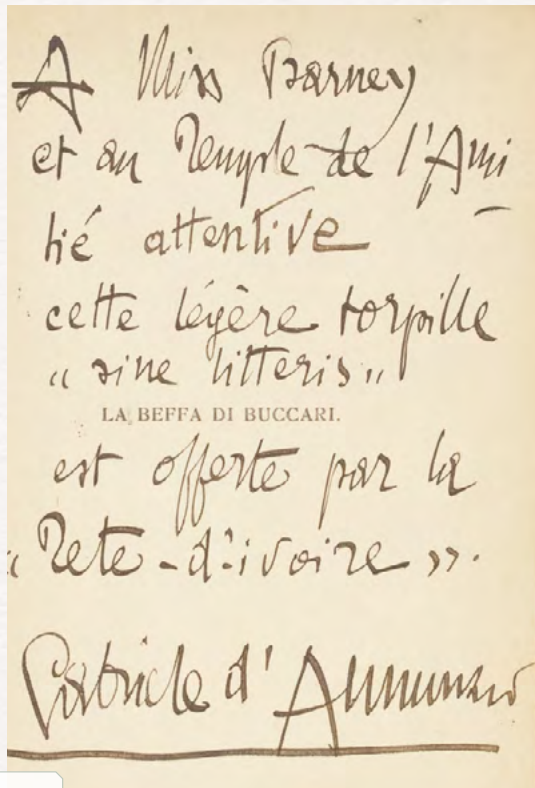 A Miss Barney
et au Temple de l'Ami
tié attentive
cette légère torpille
« sine litteris »
LA BEFFA DI BUCCARI.
est offerte par la
« Tete-d'ivoire ».
Gabriele d'Annunzio